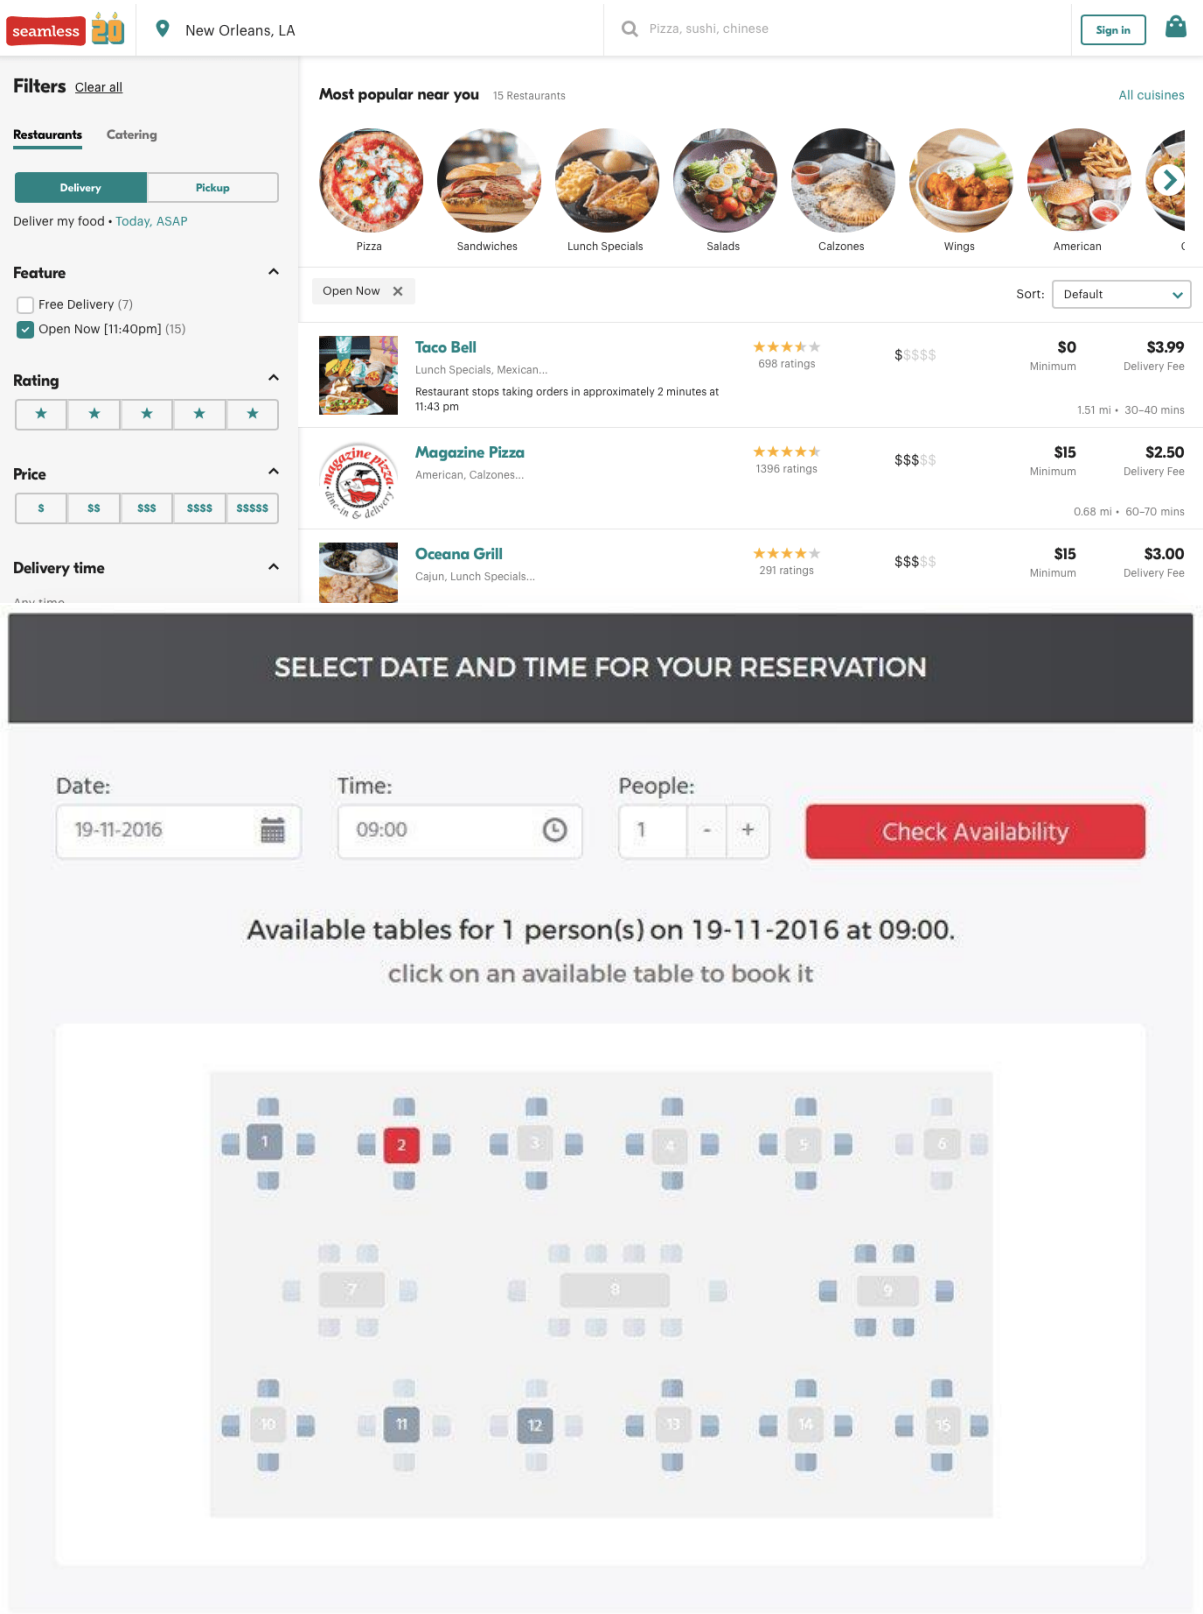 seamless 20
New Orleans, LA
Pizza, sushi, chinese
Sign in
Filters Clear all
Restaurants Catering
Delivery Pickup
Deliver my food • Today, ASAP
Feature
Free Delivery (7)
Open Now [11:40pm] (15)
Rating
Price
$ $$ $$$ $$$$ $$$$$
Delivery time
Any time
Most popular near you 15 Restaurants
All cuisines
Pizza Sandwiches Lunch Specials Salads Calzones Wings American
Open Now
Sort: Default
Taco Bell
Lunch Specials, Mexican...
Restaurant stops taking orders in approximately 2 minutes at
11:43 pm
698 ratings
$$$$$
$0
Minimum
$3.99
Delivery Fee
1.51 mi • 30–40 mins
magazine pizza
dine-in & delivery
Magazine Pizza
American, Calzones...
1396 ratings
$$$$$
$15
Minimum
$2.50
Delivery Fee
0.68 mi • 60–70 mins
Oceana Grill
Cajun, Lunch Specials...
291 ratings
$$$$$
$15
Minimum
$3.00
Delivery Fee
SELECT DATE AND TIME FOR YOUR RESERVATION
Date: Time: People:
19-11-2016 09:00 1 - + Check Availability
Available tables for 1 person(s) on 19-11-2016 at 09:00.
click on an available table to book it
1 2 3 4 5 6
7 8 9
10 11 12 13 14 15